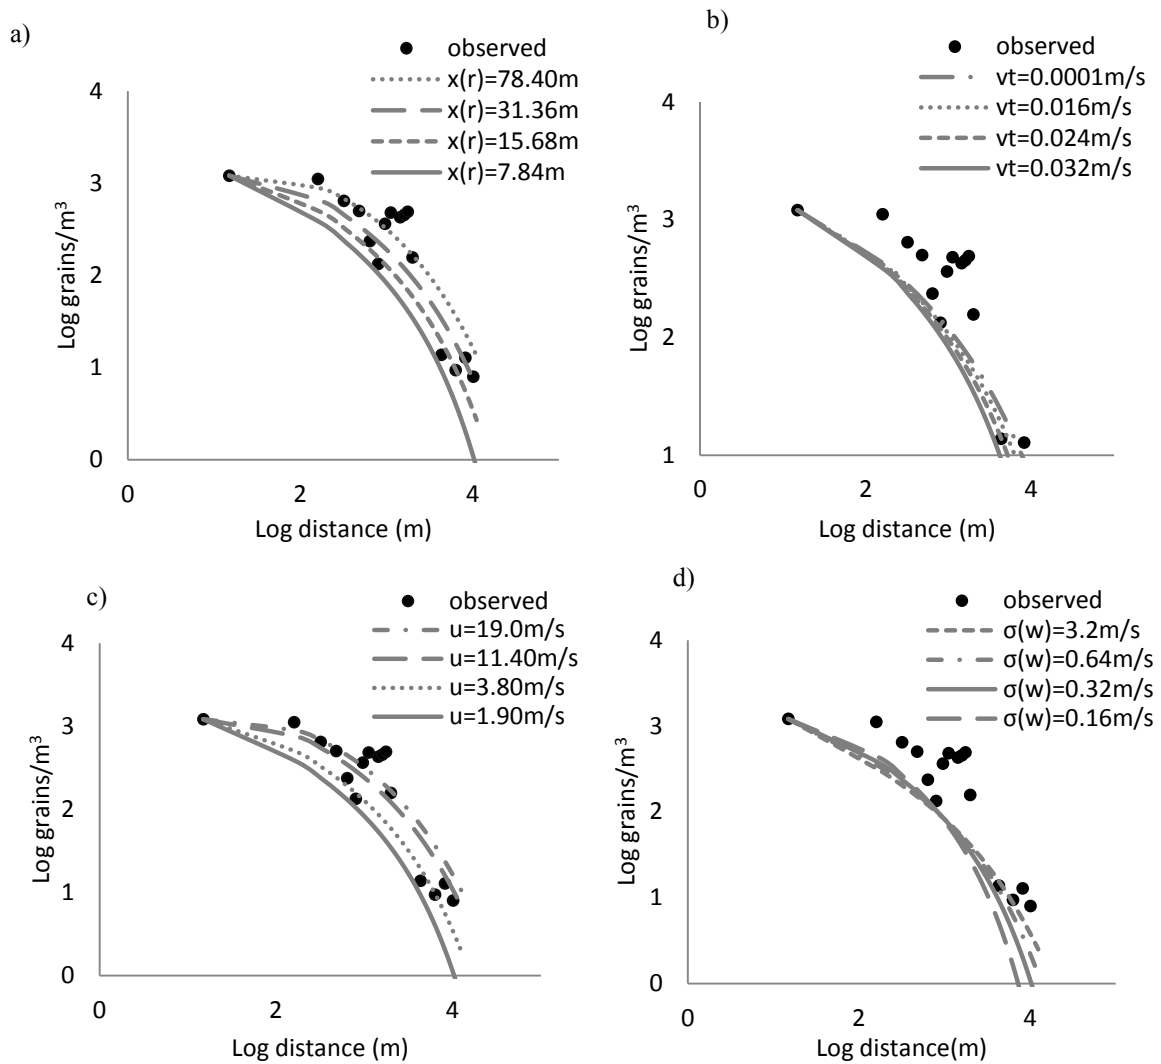 a)
observed
x(r)=78.40m
x(r)=31.36m
x(r)=15.68m
x(r)=7.84m
4
3
2
1
0
0
2
4
Log grains/m³
Log distance (m)
b)
observed
vt=0.0001m/s
vt=0.016m/s
vt=0.024m/s
vt=0.032m/s
4
3
2
1
0
2
4
Log grains/m³
Log distance (m)
c)
observed
u=19.0m/s
u=11.40m/s
u=3.80m/s
u=1.90m/s
4
3
2
1
0
0
2
4
Log grains/m³
Log distance (m)
d)
observed
σ(w)=3.2m/s
σ(w)=0.64m/s
σ(w)=0.32m/s
σ(w)=0.16m/s
4
3
2
1
0
0
2
4
Log grains/m³
Log distance(m)